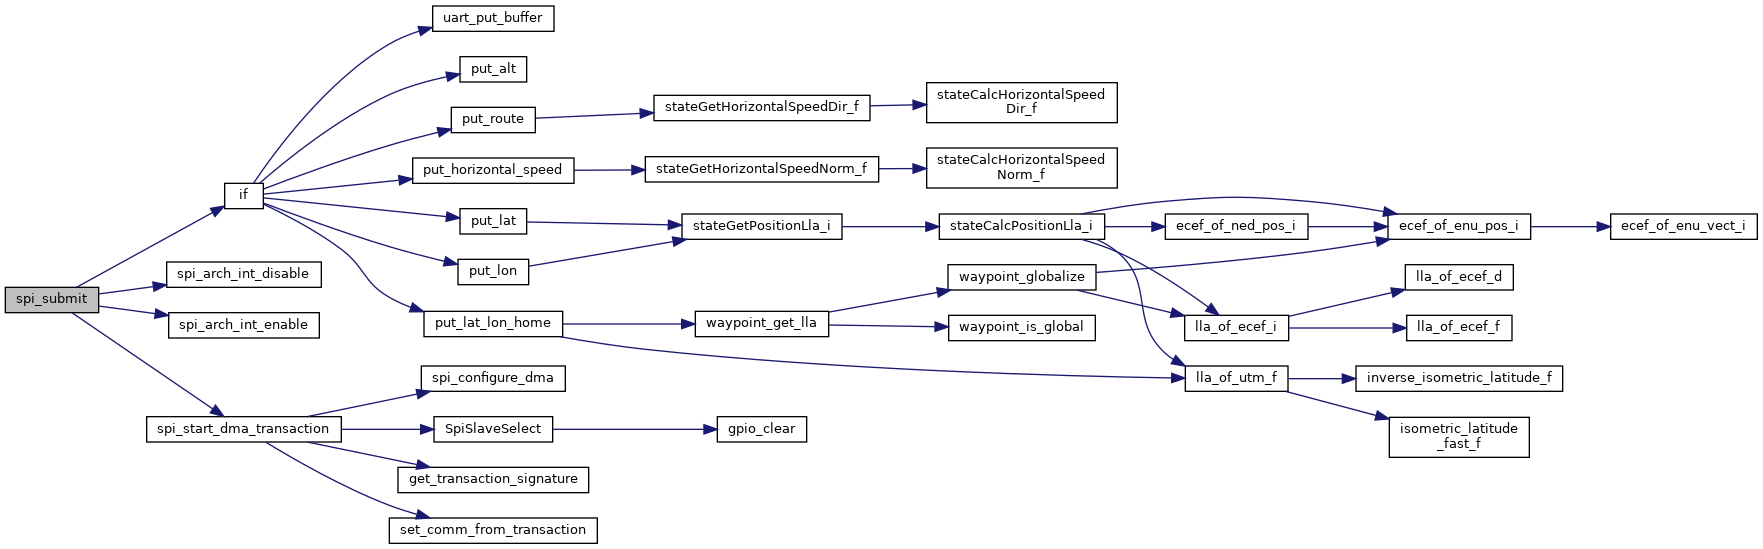 uart_put_buffer
put_alt
stateCalcHorizontalSpeed
Dir_f
stateGetHorizontalSpeedDir_f
put_route
stateCalcHorizontalSpeed
Norm_f
put_horizontal_speed
stateGetHorizontalSpeedNorm_f
if
put_lat
stateGetPositionLla_i
stateCalcPositionLla_i
ecef_of_ned_pos_i
ecef_of_enu_pos_i
ecef_of_enu_vect_i
spi_arch_int_disable
put_lon
waypoint_globalize
lla_of_ecef_d
spi_submit
spi_arch_int_enable
put_lat_lon_home
waypoint_get_lla
waypoint_is_global
lla_of_ecef_i
lla_of_ecef_f
spi_configure_dma
lla_of_utm_f
inverse_isometric_latitude_f
spi_start_dma_transaction
SpiSlaveSelect
gpio_clear
isometric_latitude
_fast_f
get_transaction_signature
set_comm_from_transaction